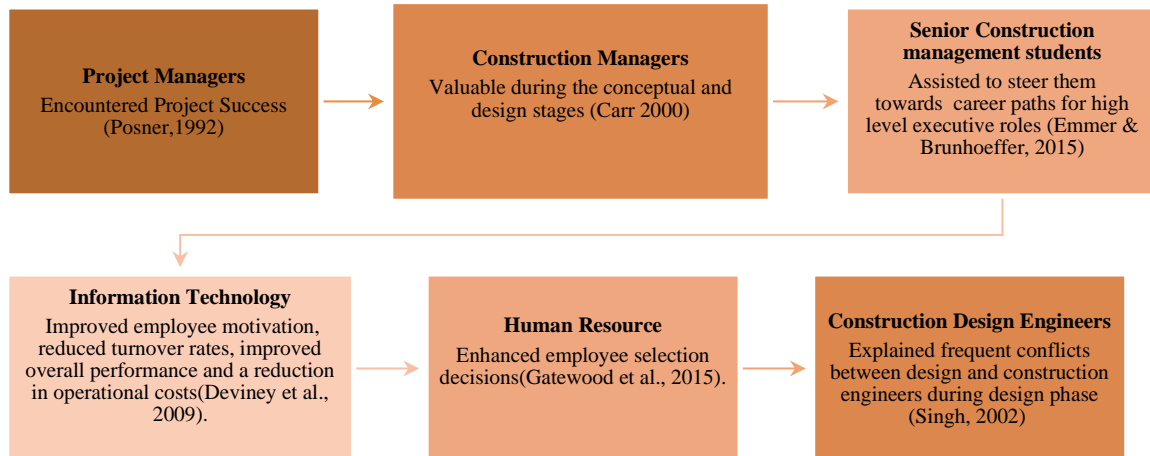 Project Managers
Encountered Project Success
(Posner,1992)
Construction Managers
Valuable during the conceptual and
design stages (Carr 2000)
Senior Construction
management students
Assisted to steer them
towards career paths for high
level executive roles (Emmer &
Brunhoeffer, 2015)
Information Technology
Improved employee motivation,
reduced turnover rates, improved
overall performance and a reduction
in operational costs(Deviney et al.,
2009).
Human Resource
Enhanced employee selection
decisions(Gatewood et al., 2015).
Construction Design Engineers
Explained frequent conflicts
between design and construction
engineers during design phase
(Singh, 2002)